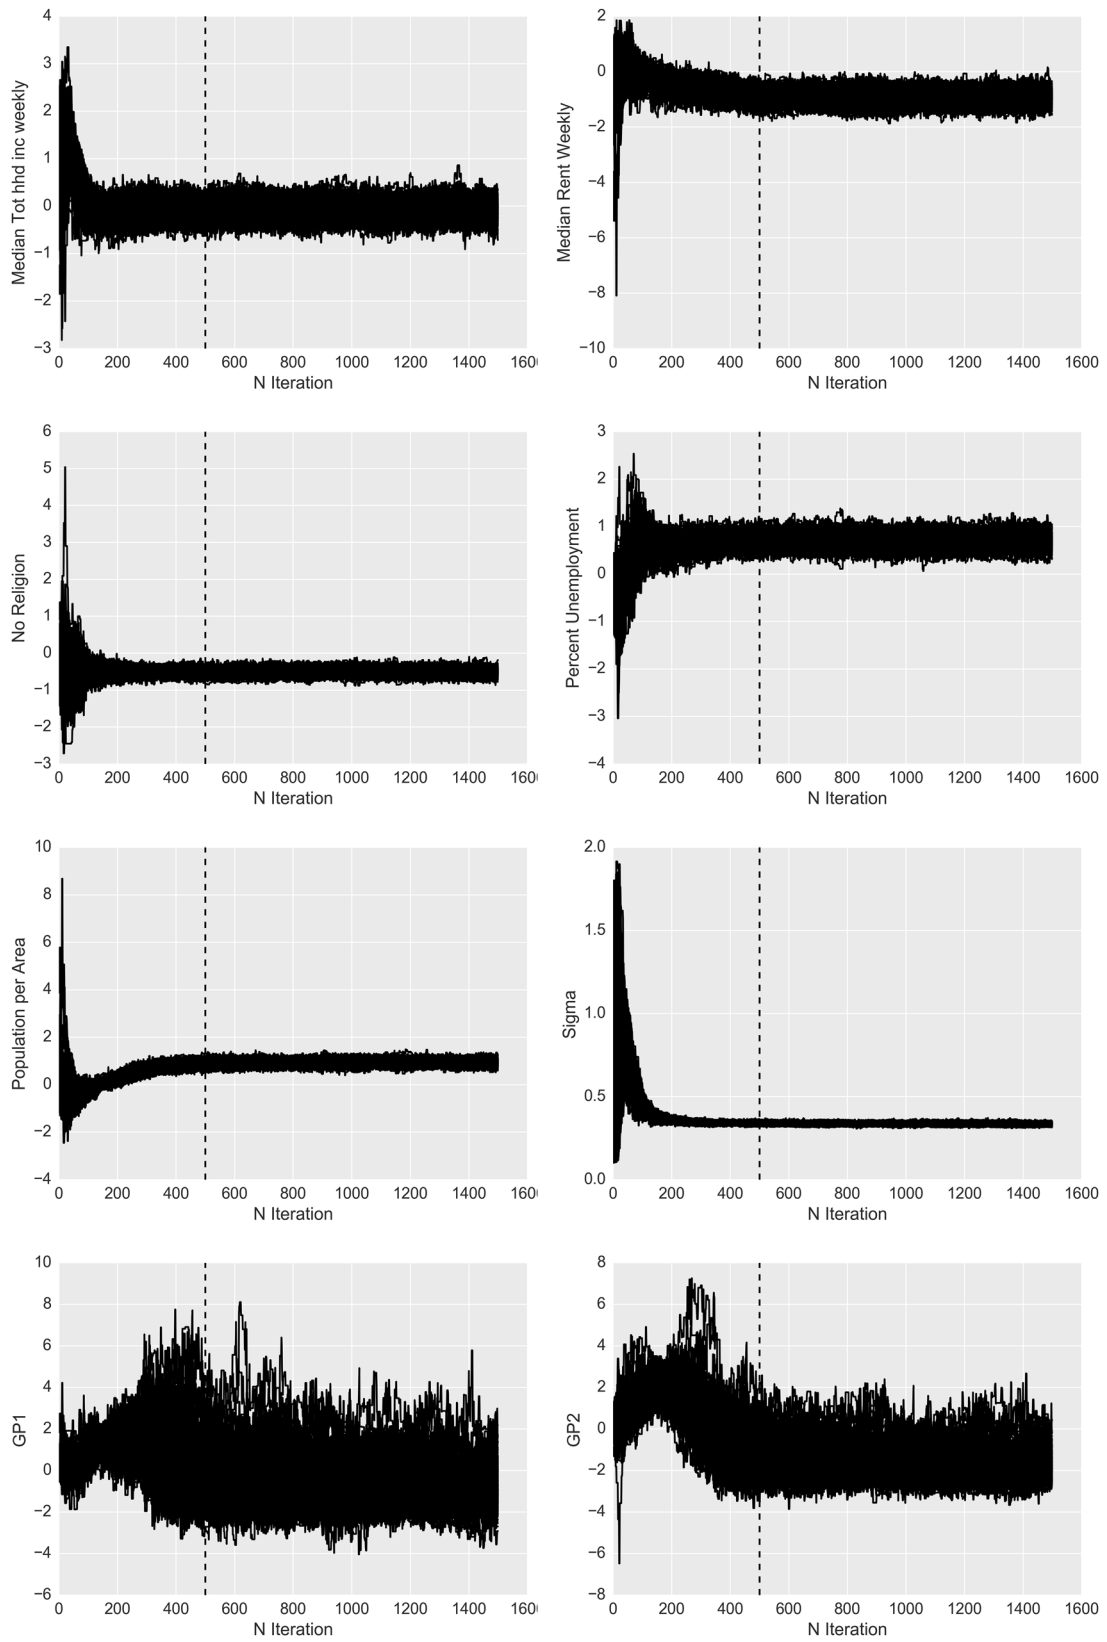 4
3
2
1
0
−1
−2
−3
Median Tot hhd inc weekly
0 200 400 600 800 1000 1200 1400 160
N Iteration
2
0
−2
−4
−6
−8
−10
Median Rent Weekly
0 200 400 600 800 1000 1200 1400 1600
N Iteration
6
5
4
3
2
1
0
−1
−2
−3
No Religion
0 200 400 600 800 1000 1200 1400 160
N Iteration
3
2
1
0
−1
−2
−3
−4
Percent Unemployment
0 200 400 600 800 1000 1200 1400 1600
N Iteration
10
8
6
4
2
0
−2
−4
Population per Area
0 200 400 600 800 1000 1200 1400 160
N Iteration
2.0
1.5
1.0
0.5
0.0
Sigma
0 200 400 600 800 1000 1200 1400 1600
N Iteration
10
8
6
4
2
0
−2
−4
−6
GP1
0 200 400 600 800 1000 1200 1400 160
N Iteration
8
6
4
2
0
−2
−4
−6
−8
GP2
0 200 400 600 800 1000 1200 1400 1600
N Iteration